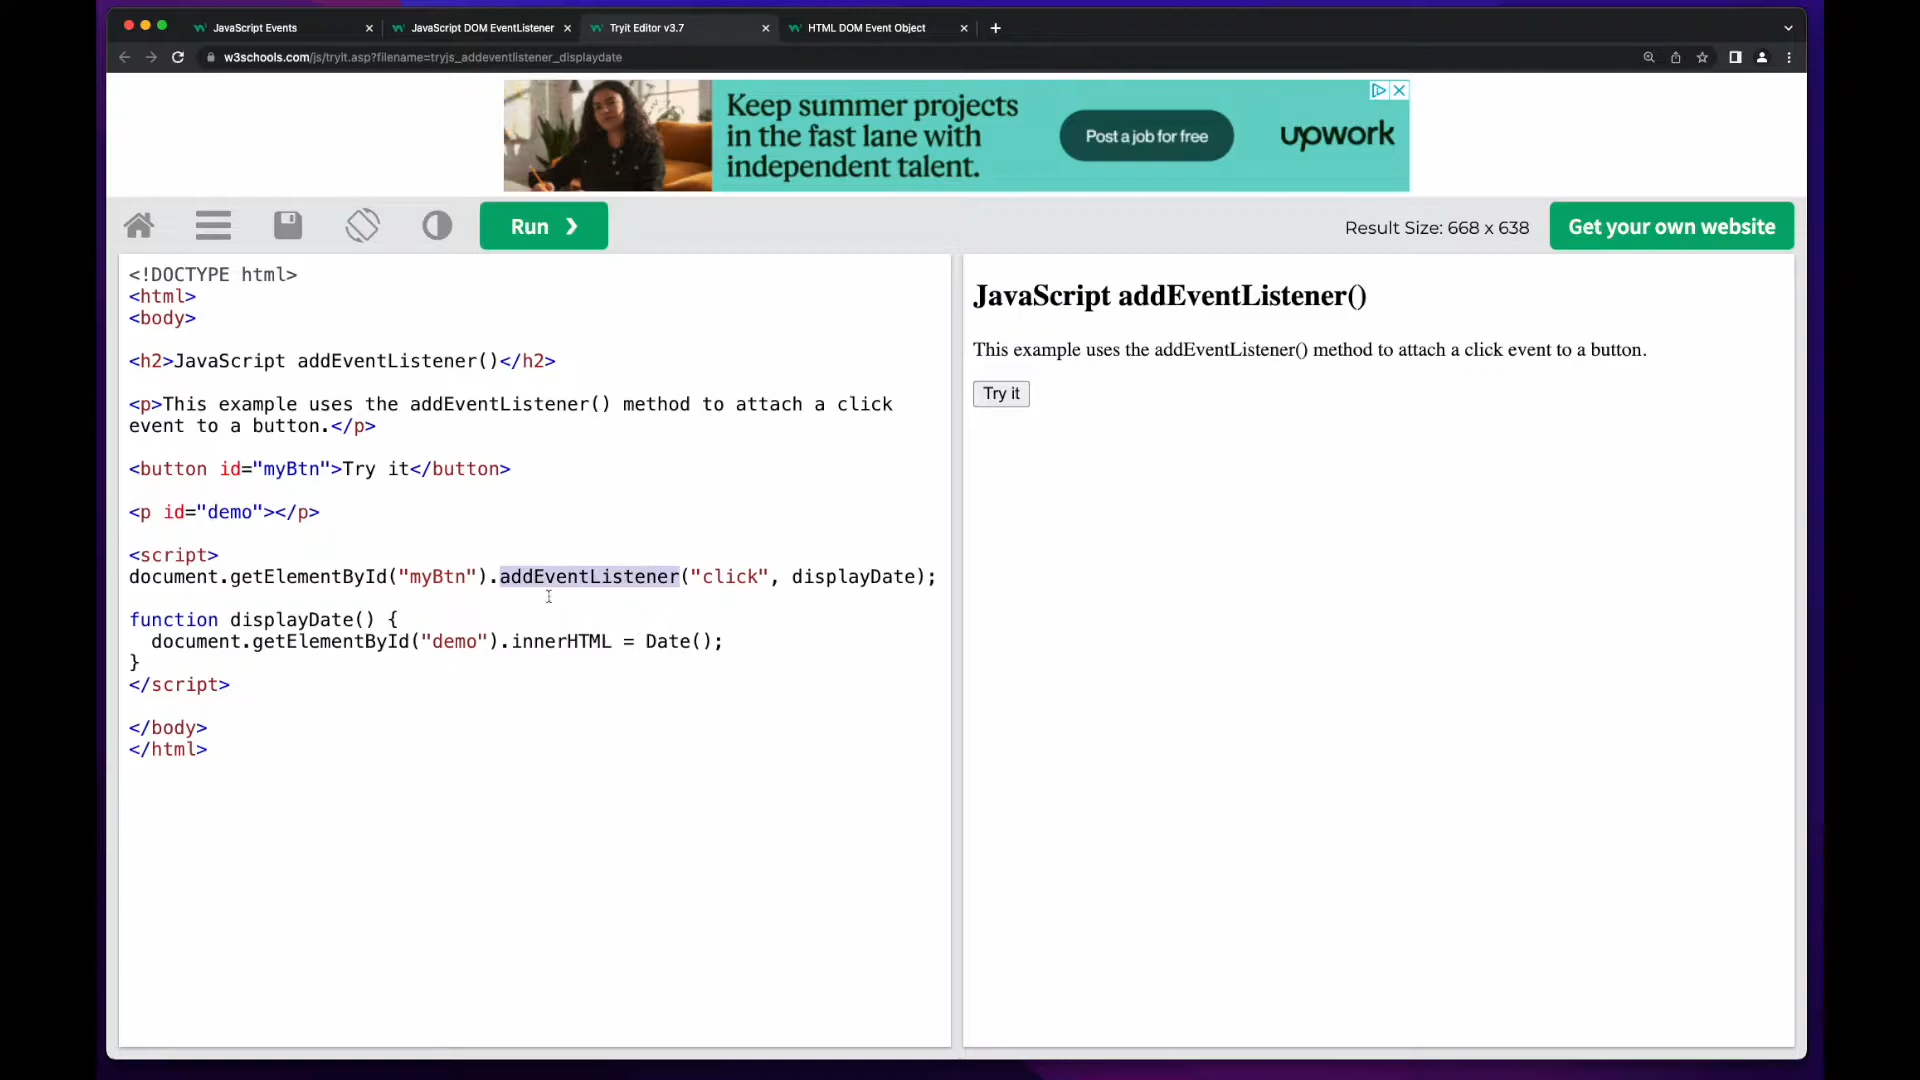 JavaScript Events
JavaScript DOM EventListener
Tryit Editor v3.7
HTML DOM Event Object
w3schools.com/js/tryit.asp?filename=tryjs_addeventlistener_displaydate
Keep summer projects
in the fast lane with
independent talent.
Post a job for free
upwork
Run ❯
Result Size: 668 x 638
Get your own website
<!DOCTYPE html>
<html>
<body>
<h2>JavaScript addEventListener()</h2>
<p>This example uses the addEventListener() method to attach a click
event to a button.</p>
<button id="myBtn">Try it</button>
<p id="demo"></p>
<script>
document.getElementById("myBtn").addEventListener("click", displayDate);
function displayDate() {
  document.getElementById("demo").innerHTML = Date();
}
</script>
</body>
</html>
JavaScript addEventListener()
This example uses the addEventListener() method to attach a click event to a button.
Try it